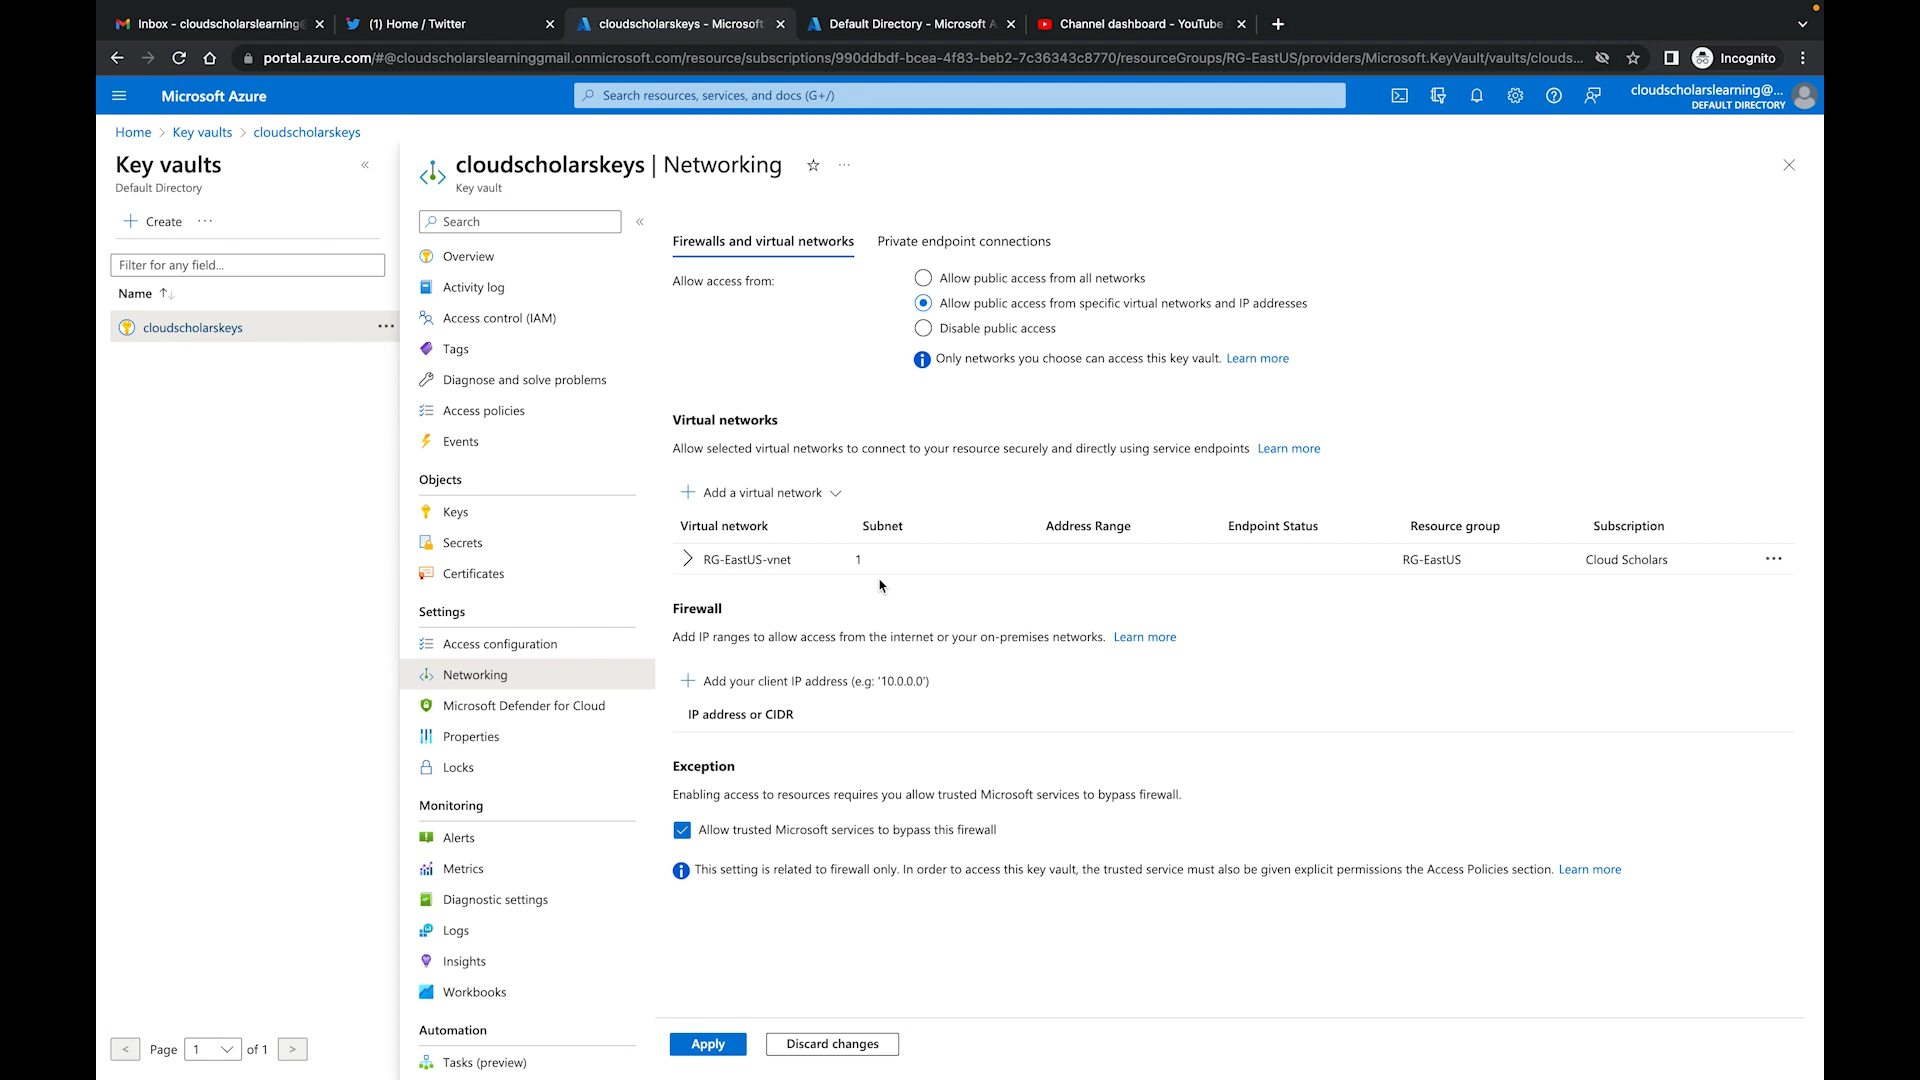 Inbox - cloudscholarslearning
(1) Home / Twitter
cloudscholarskeys - Microsoft
Default Directory - Microsoft A
Channel dashboard - YouTube
portal.azure.com/#@cloudscholarslearninggmail.onmicrosoft.com/resource/subscriptions/990ddbdf-bcea-4f83-beb2-7c36343c8770/resourceGroups/RG-EastUS/providers/Microsoft.KeyVault/vaults/clouds...
Incognito
Microsoft Azure
Search resources, services, and docs (G+/)
cloudscholarslearning@...
DEFAULT DIRECTORY
Home > Key vaults > cloudscholarskeys
Key vaults
Default Directory
+ Create ···
Filter for any field...
Name ↑↓
cloudscholarskeys ···
Page 1 of 1
cloudscholarskeys | Networking
Key vault
Search
Overview
Activity log
Access control (IAM)
Tags
Diagnose and solve problems
Access policies
Events
Objects
Keys
Secrets
Certificates
Settings
Access configuration
Networking
Microsoft Defender for Cloud
Properties
Locks
Monitoring
Alerts
Metrics
Diagnostic settings
Logs
Insights
Workbooks
Automation
Tasks (preview)
Firewalls and virtual networks Private endpoint connections
Allow access from:
Allow public access from all networks
Allow public access from specific virtual networks and IP addresses
Disable public access
Only networks you choose can access this key vault. Learn more
Virtual networks
Allow selected virtual networks to connect to your resource securely and directly using service endpoints Learn more
+ Add a virtual network
Virtual network Subnet Address Range Endpoint Status Resource group Subscription
RG-EastUS-vnet 1 RG-EastUS Cloud Scholars ···
Firewall
Add IP ranges to allow access from the internet or your on-premises networks. Learn more
+ Add your client IP address (e.g: '10.0.0.0')
IP address or CIDR
Exception
Enabling access to resources requires you allow trusted Microsoft services to bypass firewall.
Allow trusted Microsoft services to bypass this firewall
This setting is related to firewall only. In order to access this key vault, the trusted service must also be given explicit permissions the Access Policies section. Learn more
Apply Discard changes